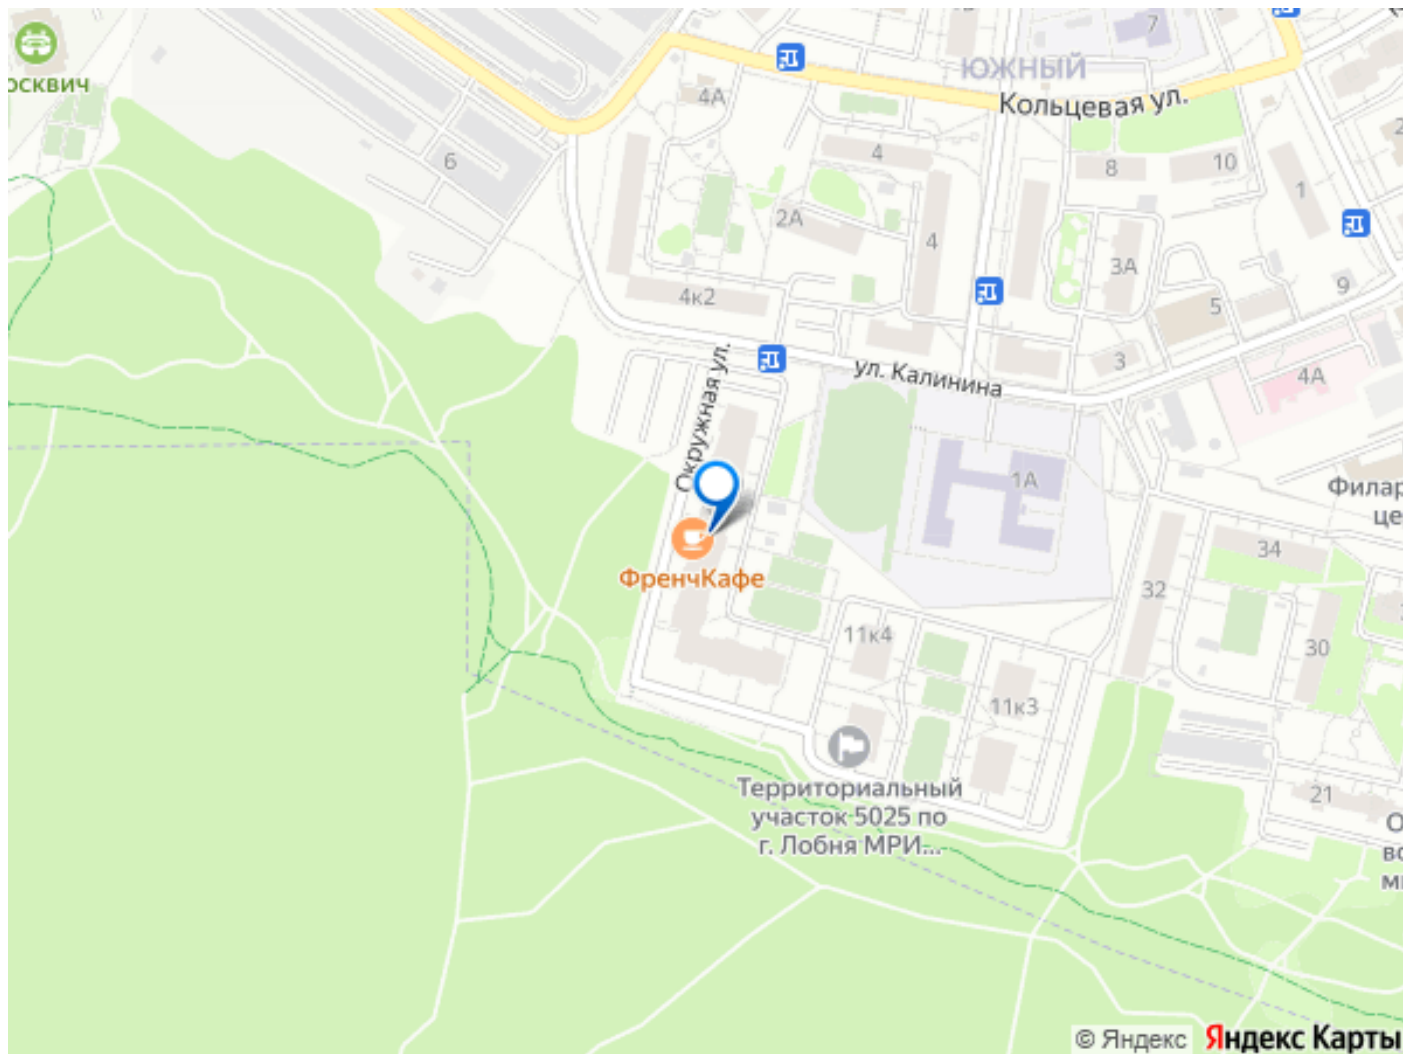 7
ЮЖНЫЙ
осквич
4А
Кольцевая ул.
6
4
8
10
1
2А
4
3А
9
4к2
5
ул. Калинина
3
4А
Окружная ул.
1А
Филар
це
ФренчКафе
34
32
11к4
30
11к3
Территориальный
участок 5025 по
г. Лобня МРИ...
21
О
вс
м
© Яндекс
Яндекс Карты